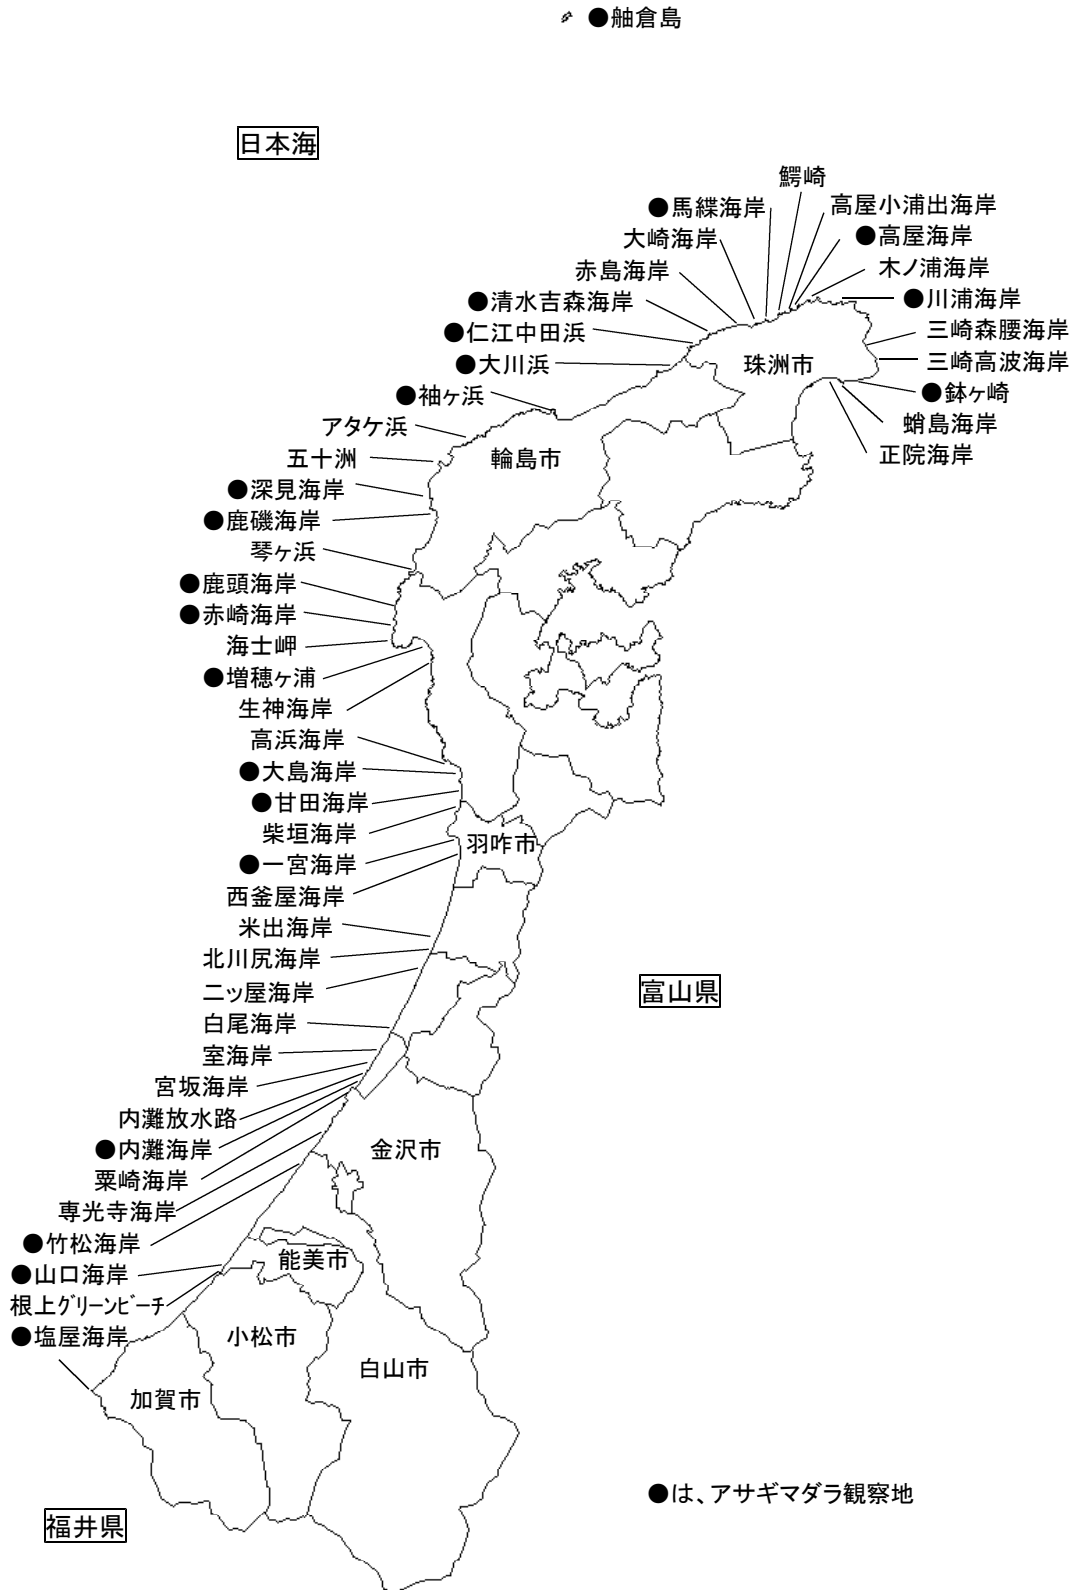 ●舳倉島
日本海
鰐崎
●馬緤海岸
高屋小浦出海岸
大崎海岸
●高屋海岸
赤島海岸
木ノ浦海岸
●清水吉森海岸
●川浦海岸
●仁江中田浜
三崎森腰海岸
●大川浜
珠洲市
三崎高波海岸
●袖ヶ浜
●鉢ヶ崎
アタケ浜
蛸島海岸
五十洲
輪島市
正院海岸
●深見海岸
●鹿磯海岸
琴ヶ浜
●鹿頭海岸
●赤崎海岸
海士岬
●増穂ヶ浦
生神海岸
高浜海岸
●大島海岸
●甘田海岸
柴垣海岸
羽咋市
●一宮海岸
西釜屋海岸
米出海岸
北川尻海岸
二ッ屋海岸
富山県
白尾海岸
室海岸
宮坂海岸
内灘放水路
●内灘海岸
金沢市
粟崎海岸
専光寺海岸
●竹松海岸
能美市
●山口海岸
根上グリーンビーチ
●塩屋海岸
小松市
白山市
加賀市
●は、アサギマダラ観察地
福井県